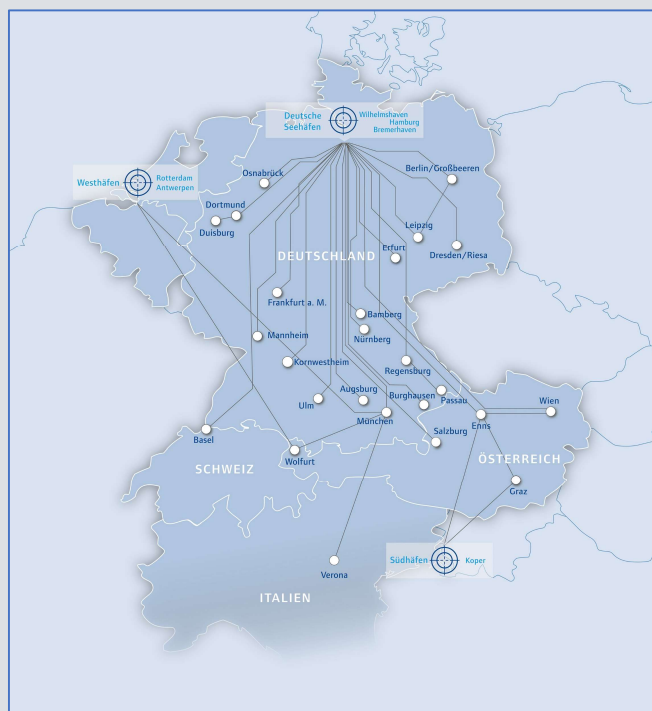 Deutsche
Seehäfen
Wilhelmshaven
Hamburg
Bremerhaven
Westhäfen
Rotterdam
Antwerpen
Osnabrück
Berlin/Großbeeren
Dortmund
Duisburg
Leipzig
DEUTSCHLAND
Erfurt
Dresden/Riesa
Frankfurt a. M.
Bamberg
Mannheim
Nürnberg
Kornwestheim
Regensburg
Augsburg
Burghausen
Passau
Ulm
München
Wien
Enns
Basel
Salzburg
Wolfurt
SCHWEIZ
ÖSTERREICH
Graz
Südhäfen
Koper
Verona
ITALIEN